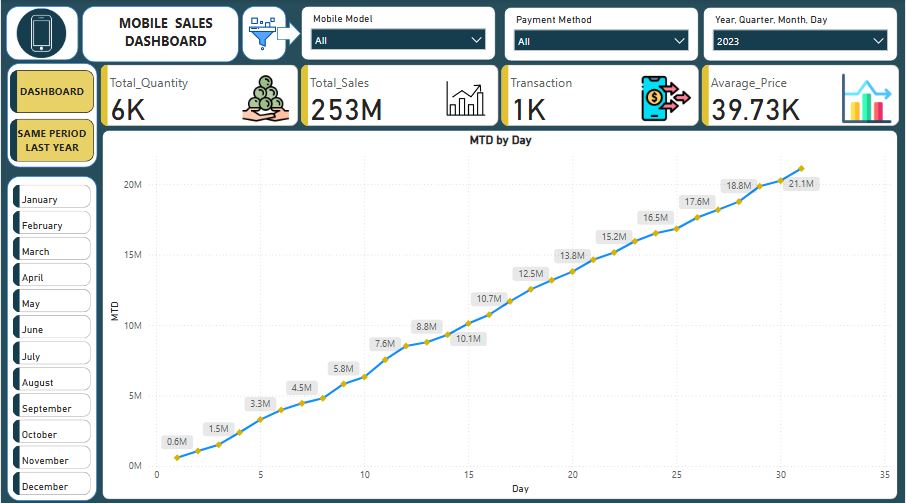 MOBILE SALES
DASHBOARD
Mobile Model
All
Payment Method
All
Year, Quarter, Month, Day
2023
DASHBOARD
SAME PERIOD
LAST YEAR
Total_Quantity
6K
Total_Sales
253M
Transaction
1K
Avarage_Price
39.73K
January
February
March
April
May
June
July
August
September
October
November
December
MTD by Day
MTD
20M
15M
10M
5M
0M
0.6M
1.5M
3.3M
4.5M
5.8M
7.6M
8.8M
10.1M
10.7M
12.5M
13.8M
15.2M
16.5M
17.6M
18.8M
21.1M
0 5 10 15 20 25 30 35
Day